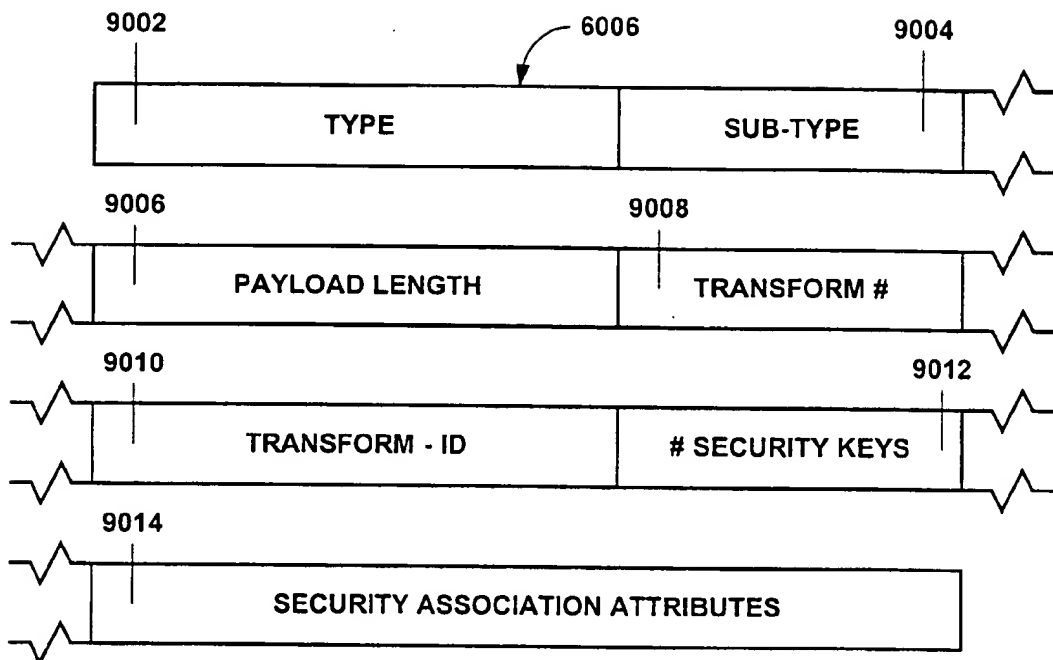 9002 6006 9004
TYPE SUB-TYPE
9006 9008
PAYLOAD LENGTH TRANSFORM #
9010 9012
TRANSFORM - ID # SECURITY KEYS
9014
SECURITY ASSOCIATION ATTRIBUTES